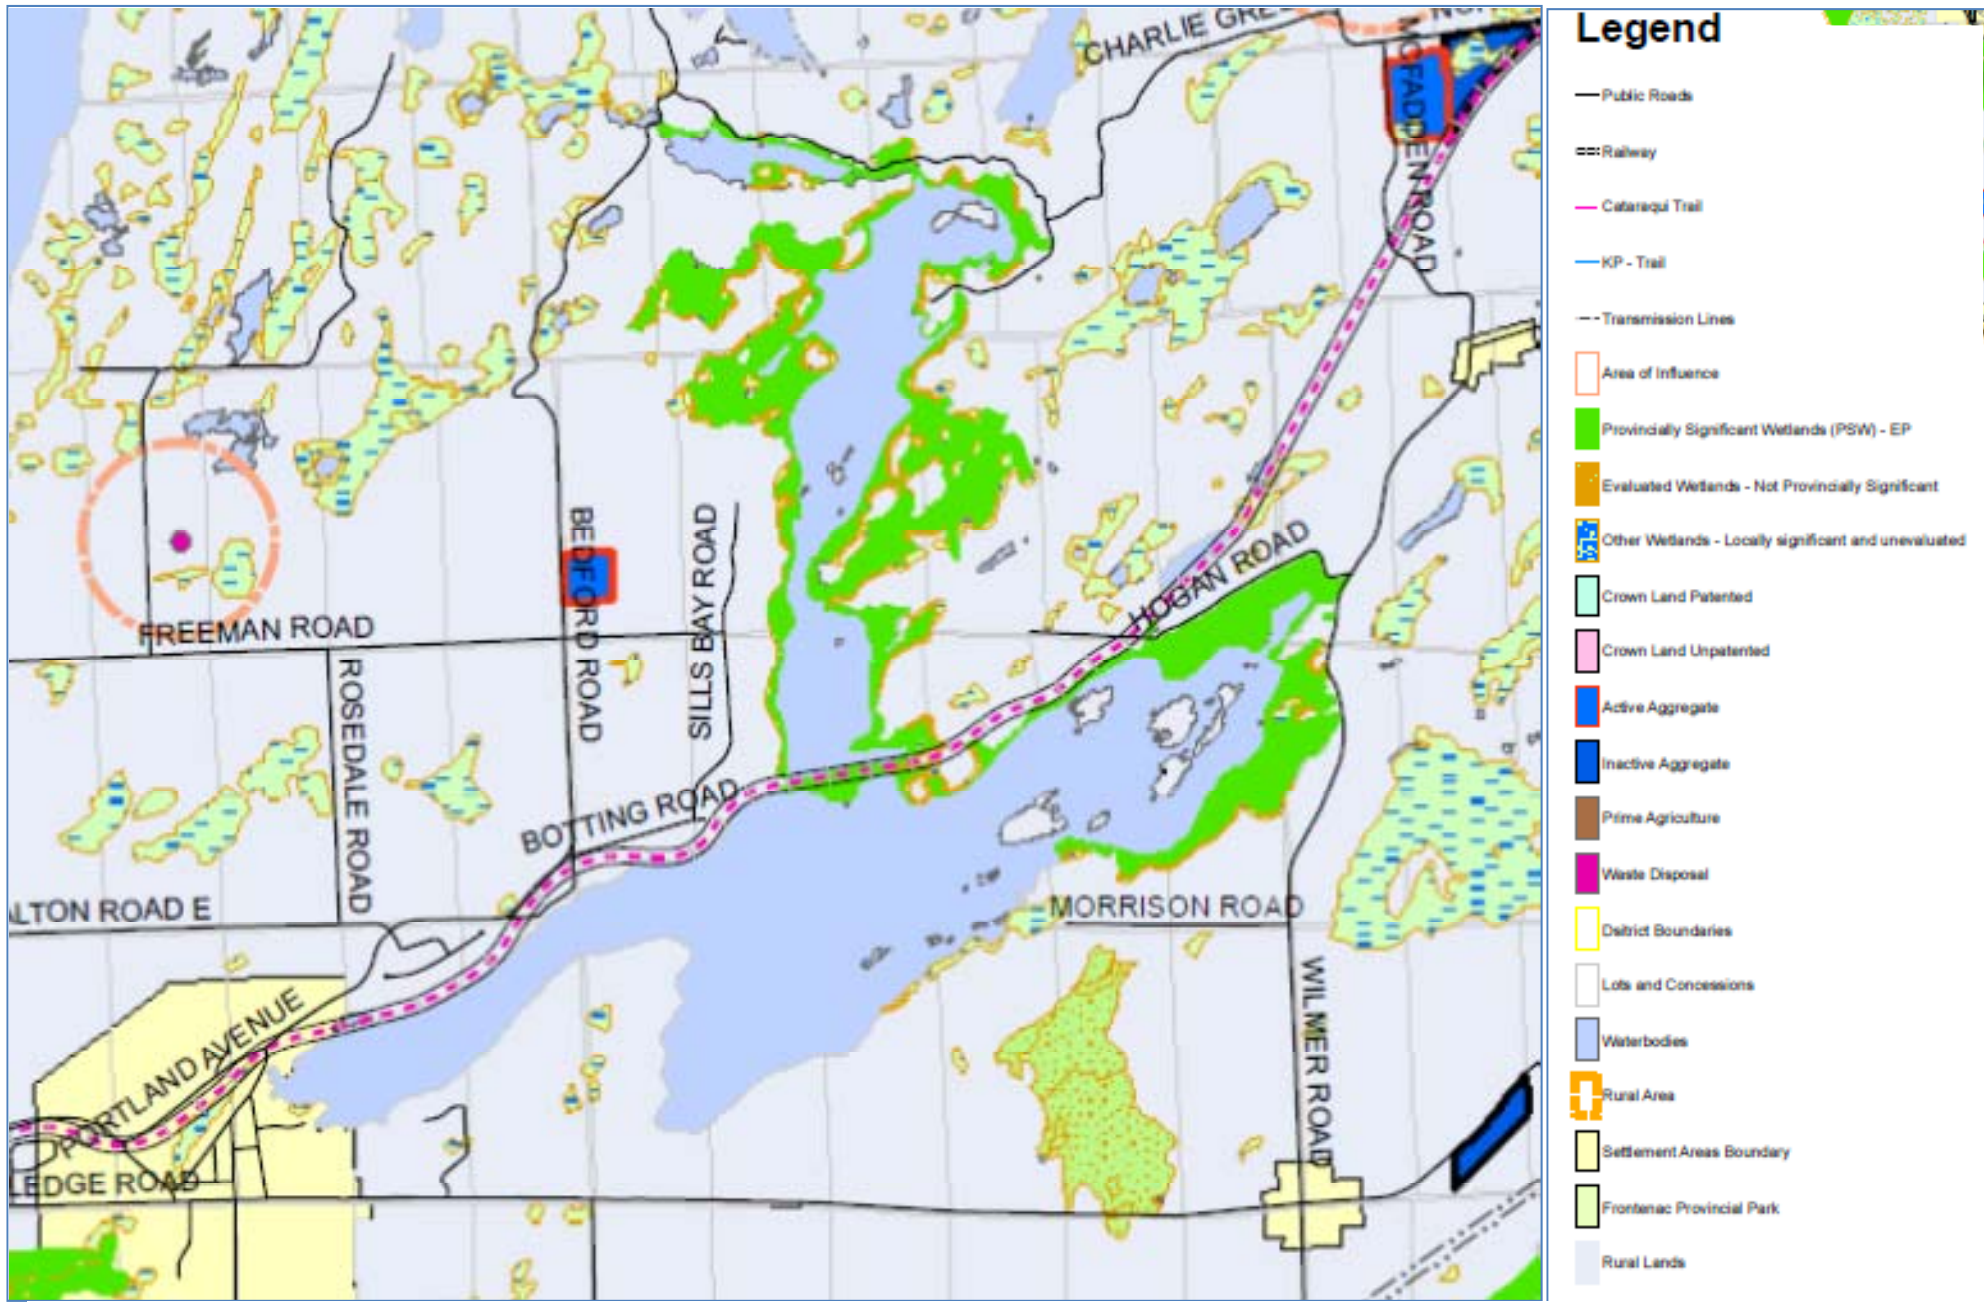 CHARLIE GRE
MCFADDEN ROAD
BEDFORD ROAD
SILLS BAY ROAD
HOGAN ROAD
FREEMAN ROAD
ROSEDALE ROAD
BOTTING ROAD
ALTON ROAD E
MORRISON ROAD
WILMER ROAD
PORTLAND AVENUE
LEDGE ROAD
Legend
Public Roads
Railway
Cataraqui Trail
KP - Trail
Transmission Lines
Area of Influence
Provincially Significant Wetlands (PSW) - EP
Evaluated Wetlands - Not Provincially Significant
Other Wetlands - Locally significant and unevaluated
Crown Land Patented
Crown Land Unpatented
Active Aggregate
Inactive Aggregate
Prime Agriculture
Waste Disposal
Dsitrict Boundaries
Lots and Concessions
Waterbodies
Rural Area
Settlement Areas Boundary
Frontenac Provincial Park
Rural Lands